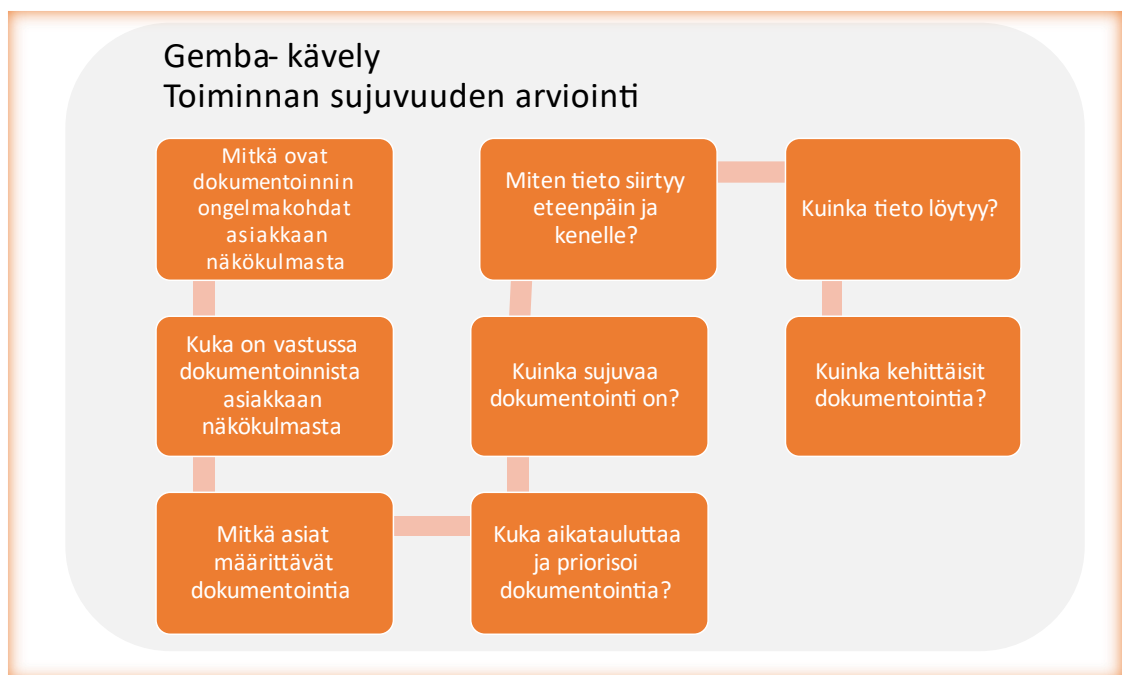 Gemba- kävely
Toiminnan sujuvuuden arviointi
Mitkä ovat
dokumentoinnin
ongelmakohdat
asiakkaan
näkökulmasta
Kuka on vastussa
dokumentoinnista
asiakkaan
näkökulmasta
Mitkä asiat
määrittävät
dokumentointia
Kuka aikatauluttaa
ja priorisoi
dokumentointia?
Kuinka sujuvaa
dokumentointi on?
Miten tieto siirtyy
eteenpäin ja
kenelle?
Kuinka tieto löytyy?
Kuinka kehittäisit
dokumentointia?